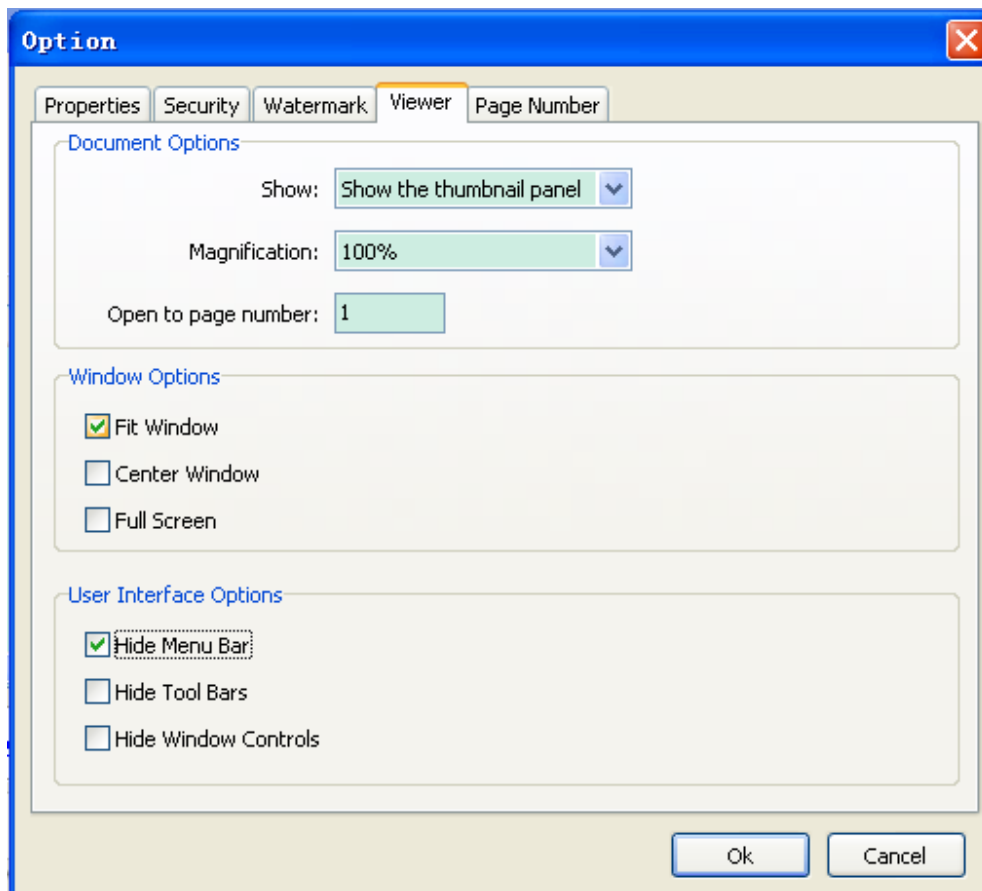 Option
Properties Security Watermark Viewer Page Number
Document Options
Show: Show the thumbnail panel
Magnification: 100%
Open to page number: 1
Window Options
Fit Window
Center Window
Full Screen
User Interface Options
Hide Menu Bar
Hide Tool Bars
Hide Window Controls
Ok Cancel